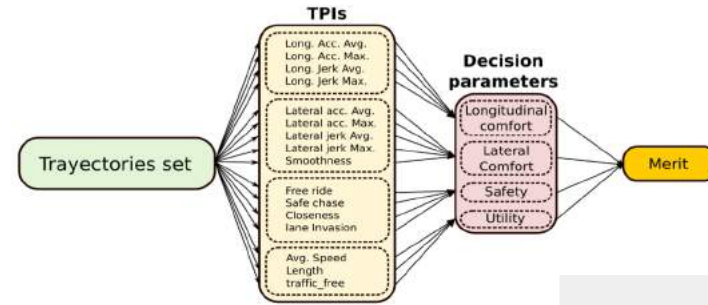 TPIs
Long. Acc. Avg.
Long. Acc. Max.
Long. Jerk Avg.
Long. Jerk Max.
Lateral acc. Avg.
Lateral acc. Max.
Lateral jerk Avg.
Lateral jerk Max.
Smoothness
Free ride
Safe chase
Closeness
lane Invasion
Avg. Speed
Length
traffic_free
Trayectories set
Decision
parameters
Longitudinal
comfort
Lateral
Comfort
Safety
Utility
Merit